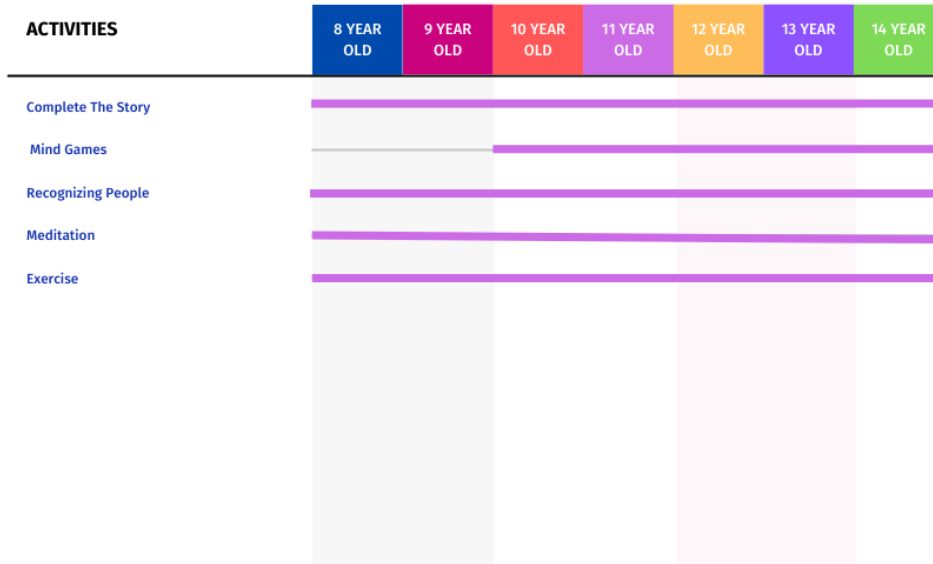 ACTIVITIES
8 YEAR
OLD
9 YEAR
OLD
10 YEAR
OLD
11 YEAR
OLD
12 YEAR
OLD
13 YEAR
OLD
14 YEAR
OLD
Complete The Story
Mind Games
Recognizing People
Meditation
Exercise